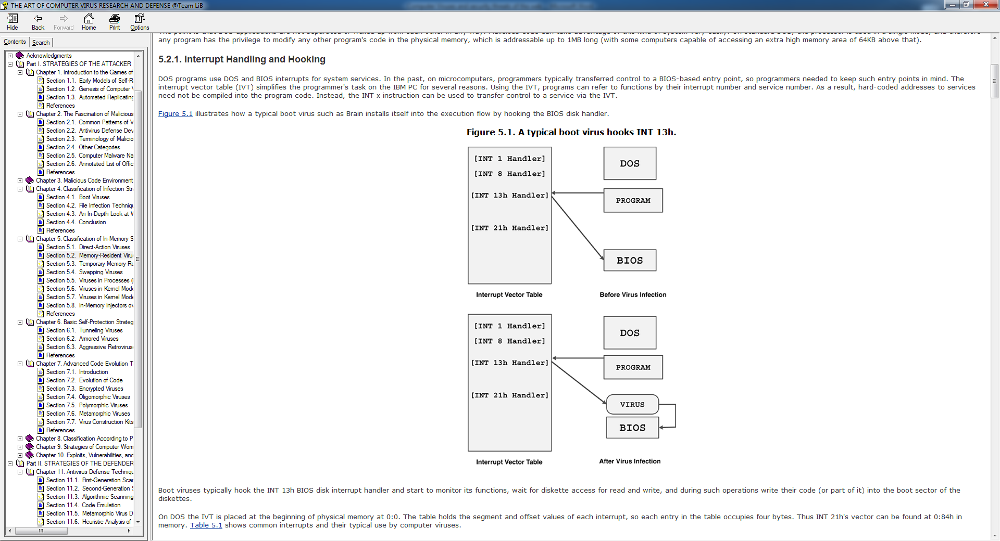 THE ART OF COMPUTER VIRUS RESEARCH AND DEFENSE @Team LiB
Hide Back Forward Home Print Options
Contents Search
Acknowledgments
Part I. STRATEGIES OF THE ATTACKER
Chapter 1. Introduction to the Games of
Section 1.1. Early Models of Self-R
Section 1.2. Genesis of Computer V
Section 1.3. Automated Replicating
References
Chapter 2. The Fascination of Malicious
Section 2.1. Common Patterns of V
Section 2.2. Antivirus Defense Dev
Section 2.3. Terminology of Malicio
Section 2.4. Other Categories
Section 2.5. Computer Malware Na
Section 2.6. Annotated List of Offic
References
Chapter 3. Malicious Code Environment
Chapter 4. Classification of Infection Stra
Section 4.1. Boot Viruses
Section 4.2. File Infection Techniqu
Section 4.3. An In-Depth Look at W
Section 4.4. Conclusion
References
Chapter 5. Classification of In-Memory S
Section 5.1. Direct-Action Viruses
Section 5.2. Memory-Resident Virus
Section 5.3. Temporary Memory-Re
Section 5.4. Swapping Viruses
Section 5.5. Viruses in Processes (i
Section 5.6. Viruses in Kernel Mode
Section 5.7. Viruses in Kernel Mode
Section 5.8. In-Memory Injectors ov
References
Chapter 6. Basic Self-Protection Strateg
Section 6.1. Tunneling Viruses
Section 6.2. Armored Viruses
Section 6.3. Aggressive Retroviruse
References
Chapter 7. Advanced Code Evolution T
Section 7.1. Introduction
Section 7.2. Evolution of Code
Section 7.3. Encrypted Viruses
Section 7.4. Oligomorphic Viruses
Section 7.5. Polymorphic Viruses
Section 7.6. Metamorphic Viruses
Section 7.7. Virus Construction Kits
References
Chapter 8. Classification According to P
Chapter 9. Strategies of Computer Worm
Chapter 10. Exploits, Vulnerabilities, and
Part II. STRATEGIES OF THE DEFENDER
Chapter 11. Antivirus Defense Techniqu
Section 11.1. First-Generation Scan
Section 11.2. Second-Generation S
Section 11.3. Algorithmic Scanning
Section 11.4. Code Emulation
Section 11.5. Metamorphic Virus D
Section 11.6. Heuristic Analysis of
any program has the privilege to modify any other program's code in the physical memory, which is addressable up to 1MB long (with some computers capable of accessing an extra high memory area of 64KB above that).
5.2.1. Interrupt Handling and Hooking
DOS programs use DOS and BIOS interrupts for system services. In the past, on microcomputers, programmers typically transferred control to a BIOS-based entry point, so programmers needed to keep such entry points in mind. The
interrupt vector table (IVT) simplifies the programmer's task on the IBM PC for several reasons. Using the IVT, programs can refer to functions by their interrupt number and service number. As a result, hard-coded addresses to services
need not be compiled into the program code. Instead, the INT x instruction can be used to transfer control to a service via the IVT.
Figure 5.1 illustrates how a typical boot virus such as Brain installs itself into the execution flow by hooking the BIOS disk handler.
Figure 5.1. A typical boot virus hooks INT 13h.
[INT 1 Handler]
[INT 8 Handler]
[INT 13h Handler]
[INT 21h Handler]
DOS
PROGRAM
BIOS
Interrupt Vector Table
Before Virus Infection
[INT 1 Handler]
[INT 8 Handler]
[INT 13h Handler]
[INT 21h Handler]
DOS
PROGRAM
VIRUS
BIOS
Interrupt Vector Table
After Virus Infection
Boot viruses typically hook the INT 13h BIOS disk interrupt handler and start to monitor its functions, wait for diskette access for read and write, and during such operations write their code (or part of it) into the boot sector of the
diskettes.
On DOS the IVT is placed at the beginning of physical memory at 0:0. The table holds the segment and offset values of each interrupt, so each entry in the table occupies four bytes. Thus INT 21h's vector can be found at 0:84h in
memory. Table 5.1 shows common interrupts and their typical use by computer viruses.